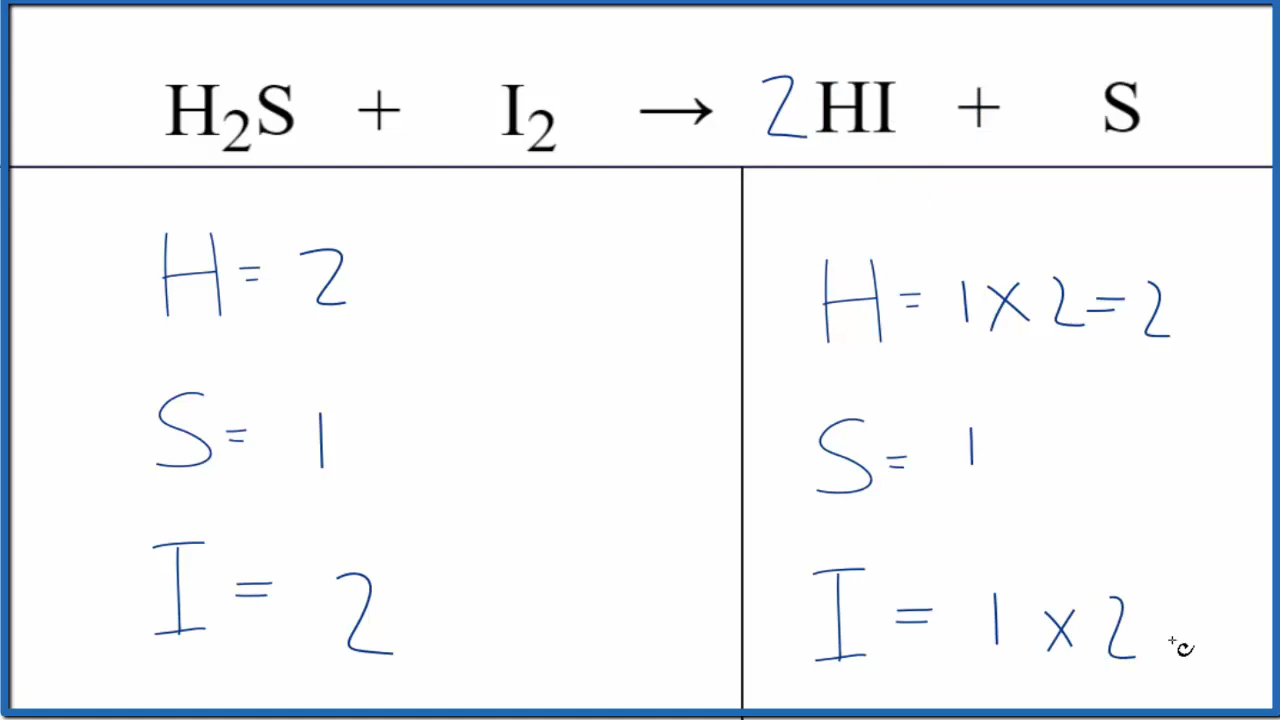 H₂S + I₂ → 2HI + S
H = 2
S = 1
I = 2
H = 1 x 2 = 2
S = 1
I = 1 x 2